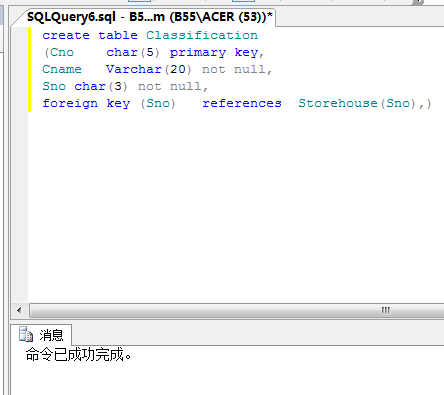 SQLQuery6.sql - B5...m (B55\ACER (53))*
create table Classification
(Cno    char(5) primary key,
Cname   Varchar(20) not null,
Sno char(3) not null,
foreign key (Sno)   references  Storehouse(Sno),)
消息
命令已成功完成。